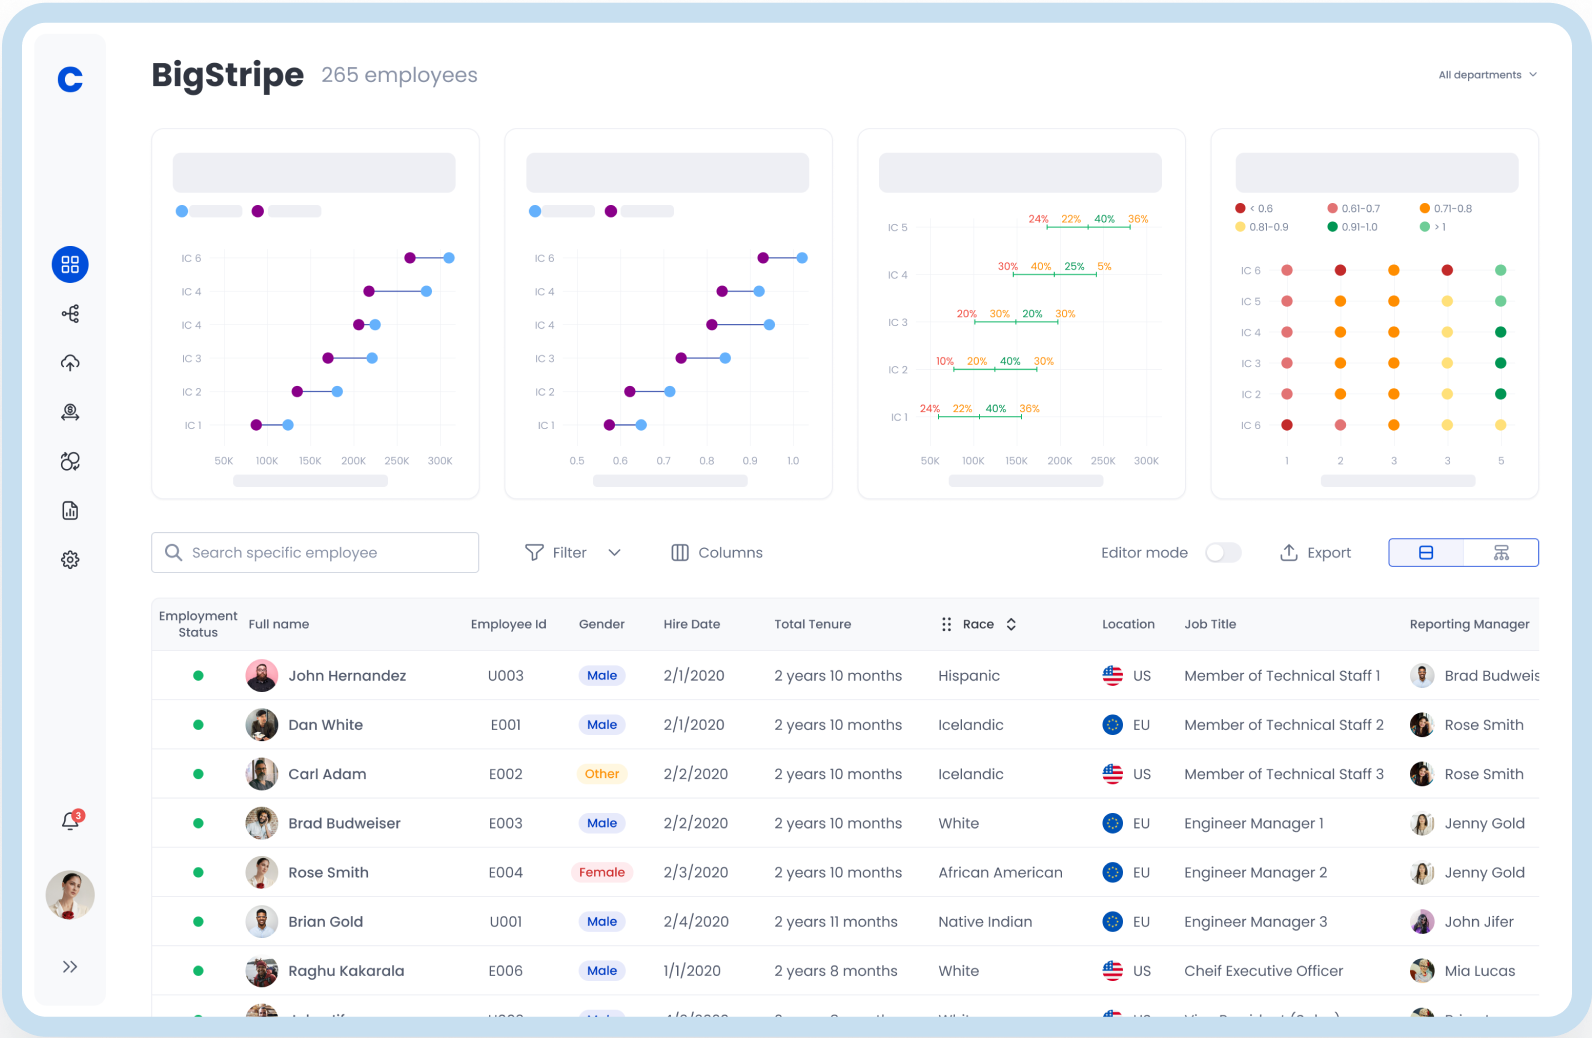 C
BigStripe 265 employees
All departments
IC 6
IC 4
IC 4
IC 3
IC 2
IC 1
50K 100K 150K 200K 250K 300K
IC 6
IC 4
IC 4
IC 3
IC 2
IC 1
0.5 0.6 0.7 0.8 0.9 1.0
IC 5 24% 22% 40% 36%
IC 4 30% 40% 25% 5%
IC 3 20% 30% 20% 30%
IC 2 10% 20% 40% 30%
IC 1 24% 22% 40% 36%
50K 100K 150K 200K 250K 300K
< 0.6 0.61-0.7 0.71-0.8
0.81-0.9 0.91-1.0 > 1
IC 6
IC 5
IC 4
IC 3
IC 2
IC 6
1 2 3 3 5
Search specific employee Filter Columns Editor mode Export
Employment Status Full name Employee Id Gender Hire Date Total Tenure Race Location Job Title Reporting Manager
John Hernandez U003 Male 2/1/2020 2 years 10 months Hispanic US Member of Technical Staff 1 Brad Budweis
Dan White E001 Male 2/1/2020 2 years 10 months Icelandic EU Member of Technical Staff 2 Rose Smith
Carl Adam E002 Other 2/2/2020 2 years 10 months Icelandic US Member of Technical Staff 3 Rose Smith
Brad Budweiser E003 Male 2/2/2020 2 years 10 months White EU Engineer Manager 1 Jenny Gold
Rose Smith E004 Female 2/3/2020 2 years 10 months African American EU Engineer Manager 2 Jenny Gold
Brian Gold U001 Male 2/4/2020 2 years 11 months Native Indian EU Engineer Manager 3 John Jifer
3
Raghu Kakarala E006 Male 1/1/2020 2 years 8 months White US Cheif Executive Officer Mia Lucas